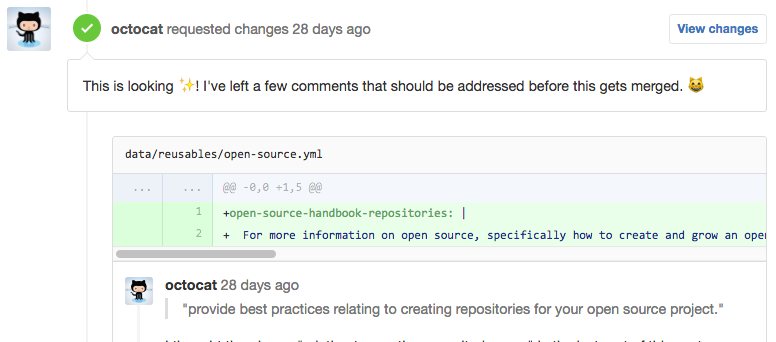 octocat requested changes 28 days ago
View changes
This is looking ✨! I've left a few comments that should be addressed before this gets merged. 😸
data/reusables/open-source.yml
... ... @@ -0,0 +1,5 @@
1 +open-source-handbook-repositories: |
2 + For more information on open source, specifically how to create and grow an
octocat 28 days ago
"provide best practices relating to creating repositories for your open source project."